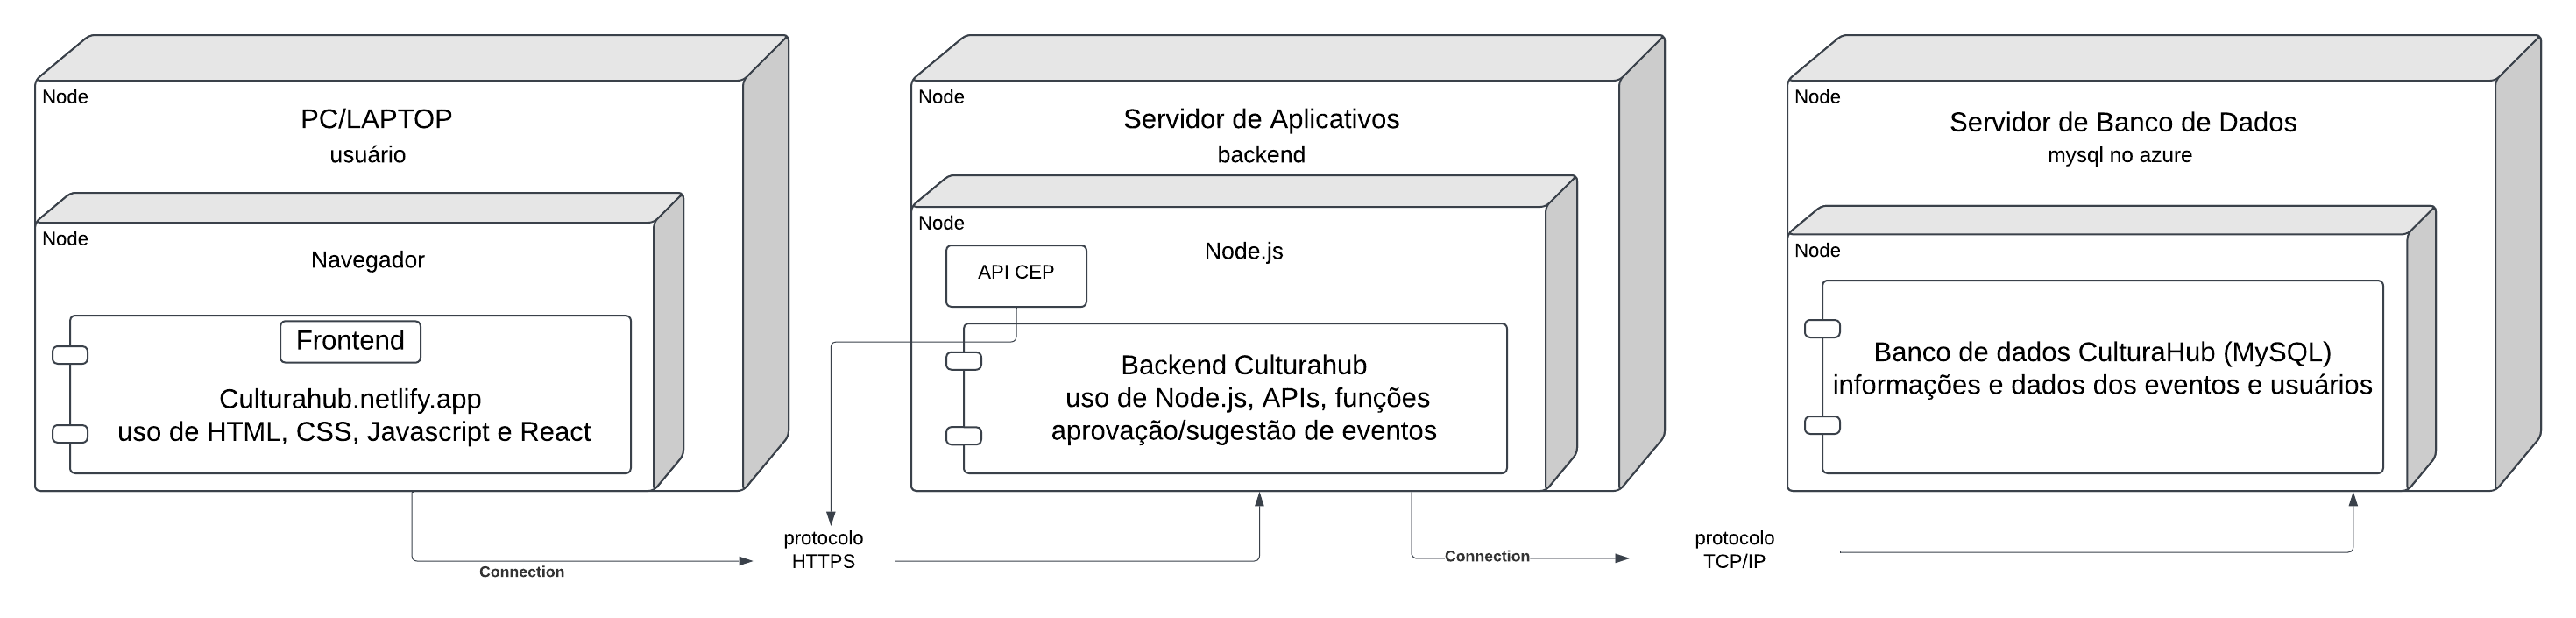 Node
PC/LAPTOP
usuário
Node
Navegador
Frontend
Culturahub.netlify.app
uso de HTML, CSS, Javascript e React
Connection
protocolo
HTTPS
Node
Servidor de Aplicativos
backend
Node
Node.js
API CEP
Backend Culturahub
uso de Node.js, APIs, funções
aprovação/sugestão de eventos
Connection
protocolo
TCP/IP
Node
Servidor de Banco de Dados
mysql no azure
Node
Banco de dados CulturaHub (MySQL)
informações e dados dos eventos e usuários